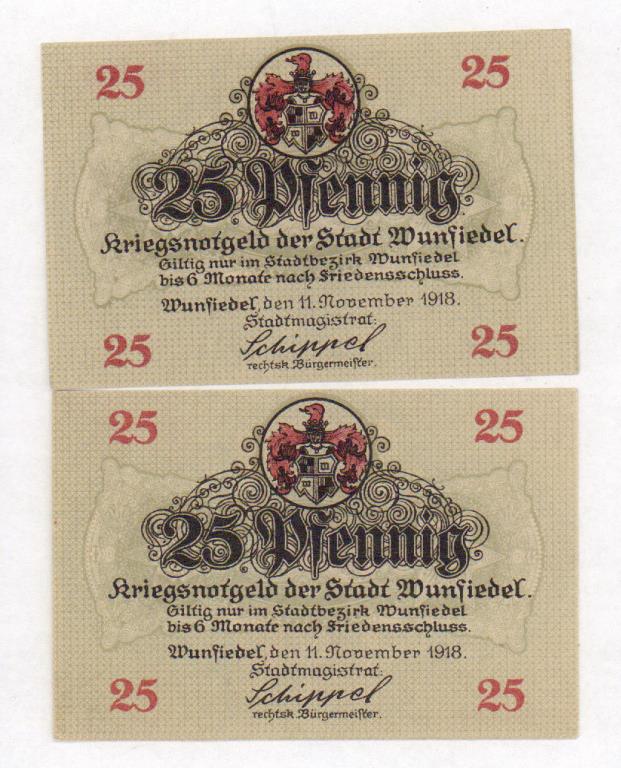 25 25
25 Pfennig
Kriegsnotgeld der Stadt Wunsiedel.
Giltig nur im Stadtbezirk Wunsiedel
bis 6 Monate nach Friedensschluss.
Wunsiedel, den 11. November 1918.
Stadtmagistrat:
Schippel
rechtsk. Bürgermeister.
25 25
25 25
25 Pfennig
Kriegsnotgeld der Stadt Wunsiedel.
Giltig nur im Stadtbezirk Wunsiedel
bis 6 Monate nach Friedensschluss.
Wunsiedel, den 11. November 1918.
Stadtmagistrat:
Schippel
rechtsk. Bürgermeister.
25 25